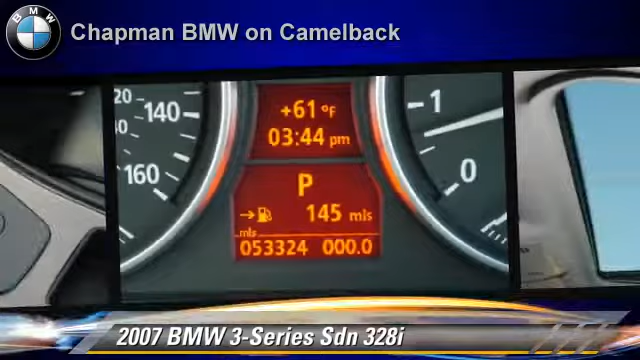 BMW
Chapman BMW on Camelback
120
140
160
+61 °F
03:44 pm
1
0
P
145 mls
mls
053324 000.0
2007 BMW 3-Series Sdn 328i